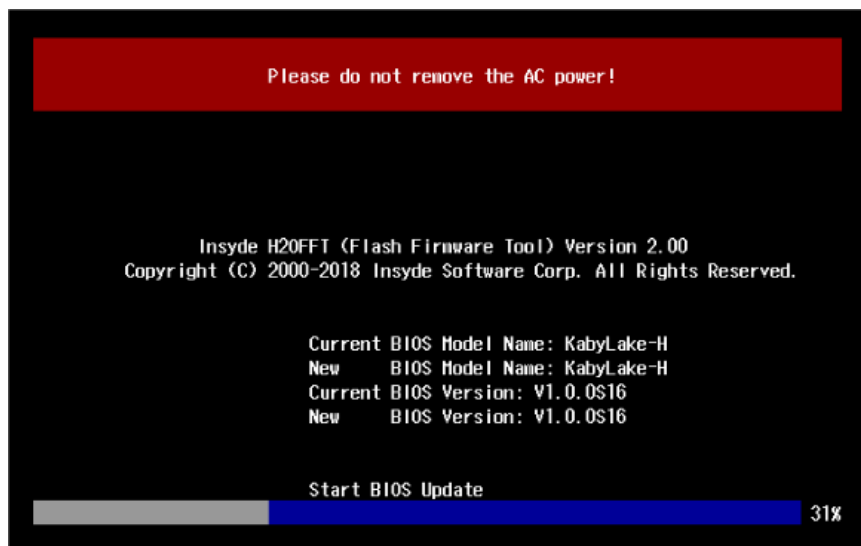 Please do not remove the AC power!
Insyde H2OFFT (Flash Firmware Tool) Version 2.00
Copyright (C) 2000-2018 Insyde Software Corp. All Rights Reserved.
Current BIOS Model Name: KabyLake-H
New BIOS Model Name: KabyLake-H
Current BIOS Version: V1.0.0S16
New BIOS Version: V1.0.0S16
Start BIOS Update
31%